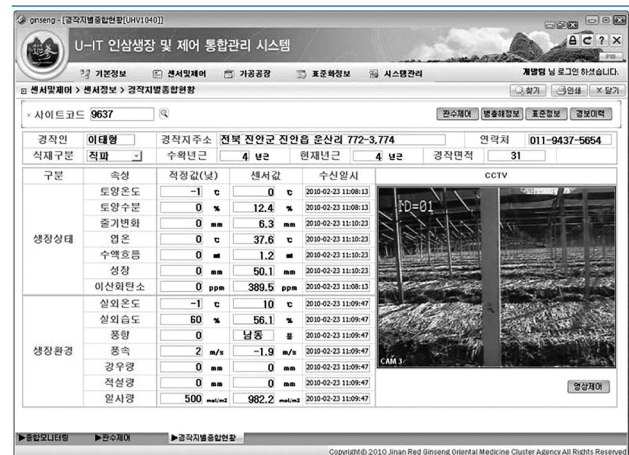 ginseng - [경작지별종합현황[UHV1040]]
U-IT 인삼생장 및 제어 통합관리 시스템
기본정보 센서및제어 가공공장 표준화정보 시스템관리 개발팀 님 로그인 하셨습니다.
센서및제어 > 센서정보 > 경작지별종합현황 찾기 인쇄 × 닫기
사이트코드 9637 관수제어 병충해정보 표준정보 경보이력
경작인 이태형 경작지주소 전북 진안군 진안읍 운산리 772-3,774 연락처 011-9437-5654
식재구분 직파 수확년근 4 년근 현재년근 4 년근 경작면적 31
구분 속성 적정값(낮) 센서값 수신일시 CCTV
생장상태
토양온도 -1 ℃ 0 ℃ 2010-02-23 11:08:13
토양수분 0 % 12.4 % 2010-02-23 11:08:13
줄기변화 0 mm 6.3 mm 2010-02-23 11:10:23
엽온 0 ℃ 37.6 ℃ 2010-02-23 11:10:23
수액흐름 0 1.2 2010-02-23 11:10:23
성장 0 mm 50.1 mm 2010-02-23 11:10:23
이산화탄소 0 ppm 389.5 ppm 2010-02-23 11:08:13
생장환경
실외온도 -1 ℃ 10 ℃ 2010-02-23 11:09:47
실외습도 60 % 56.1 % 2010-02-23 11:09:47
풍향 0 남동 풍 2010-02-23 11:09:47
풍속 2 m/s -1.9 m/s 2010-02-23 11:09:47
강우량 0 mm 0 mm 2010-02-23 11:09:47
적설량 0 mm 0 mm 2010-02-23 11:09:47
일사량 500 mol/m2 982.2 mol/m2 2010-02-23 11:09:47
ID=01
CAM 3
영상제어
▶종합모니터링 ▶관수제어 ▶경작지별종합현황
Copyright© 2010 Jinan Red Ginseng Oriental Medicine Cluster Agency All Rights Reserved